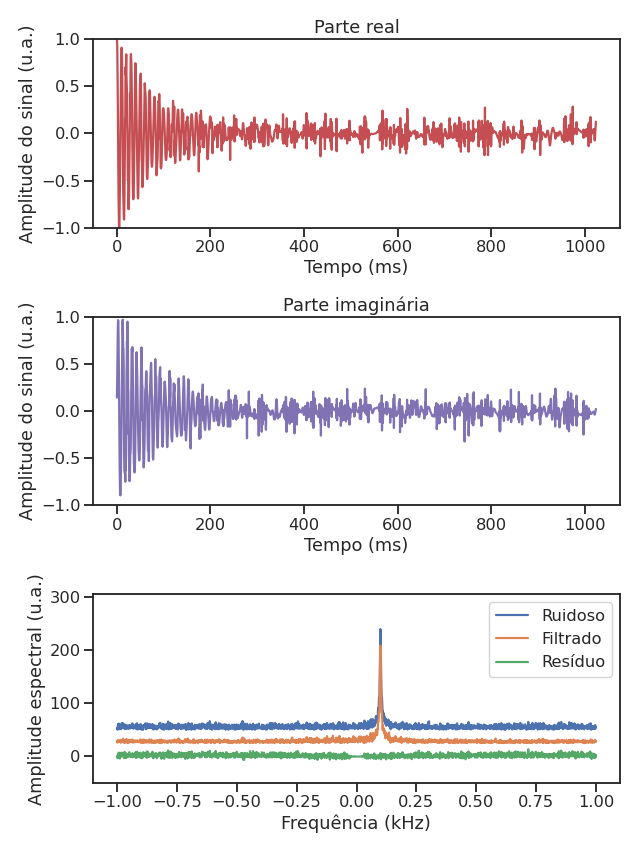 Parte real
Amplitude do sinal (u.a.)
1.0
0.5
0.0
−0.5
−1.0
0 200 400 600 800 1000
Tempo (ms)
Parte imaginária
Amplitude do sinal (u.a.)
1.0
0.5
0.0
−0.5
−1.0
0 200 400 600 800 1000
Tempo (ms)
Amplitude espectral (u.a.)
300
200
100
0
Ruidoso
Filtrado
Resíduo
−1.00 −0.75 −0.50 −0.25 0.00 0.25 0.50 0.75 1.00
Frequência (kHz)